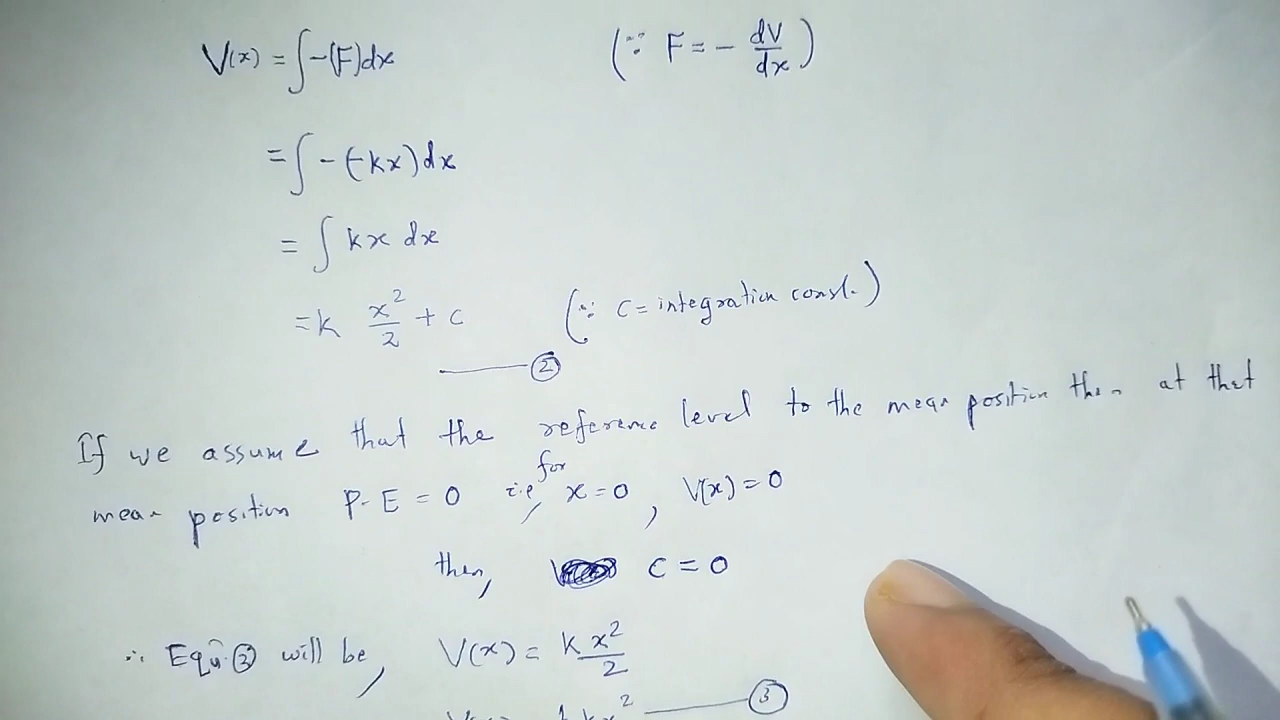 V(x) = ∫-(F)dx (∵ F = - dV/dx)
= ∫ - (-kx) dx
= ∫ kx dx
= k x²/2 + c (∵ c = integration const.)
②
If we assume that the reference level to the mean position then at that
mean position P.E = 0 i.e, for x = 0, V(x) = 0
then, c = 0
∴ Equn. ② will be, V(x) = k x²/2
kx² ③